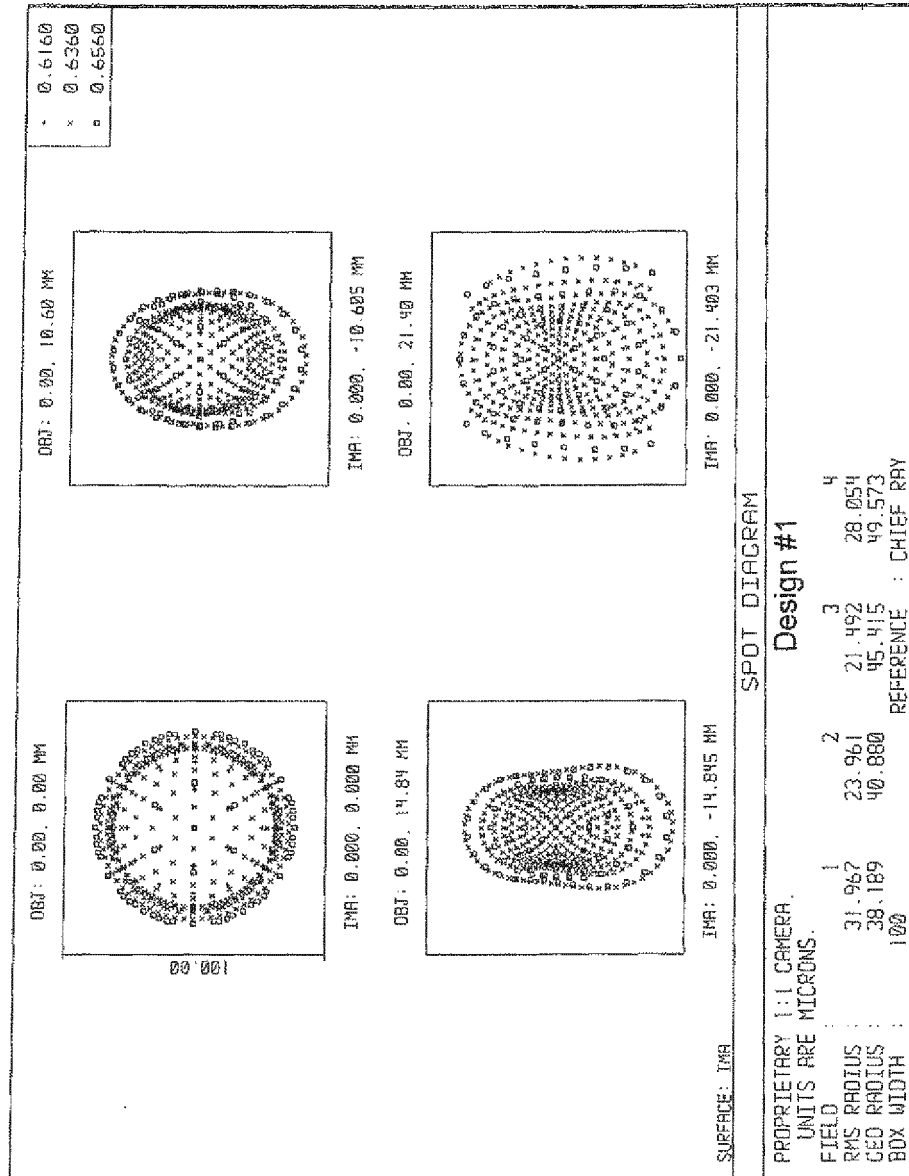 + 0.6160
× 0.6360
□ 0.6560
OBJ: 0.00, 0.00 MM
OBJ: 0.00, 10.60 MM
100.00
IMA: 0.000, 0.000 MM
IMA: 0.000, -10.605 MM
OBJ: 0.00, 14.84 MM
OBJ: 0.00, 21.40 MM
IMA: 0.000, -14.845 MM
IMA: 0.000, -21.403 MM
SURFACE: IMA
SPOT DIAGRAM
PROPRIETARY 1:1 CAMERA. Design #1
UNITS ARE MICRONS.
FIELD : 1 2 3 4
RMS RADIUS : 31.967 23.961 21.492 28.054
GEO RADIUS : 38.189 40.880 45.415 49.573
BOX WIDTH : 100 REFERENCE : CHIEF RAY